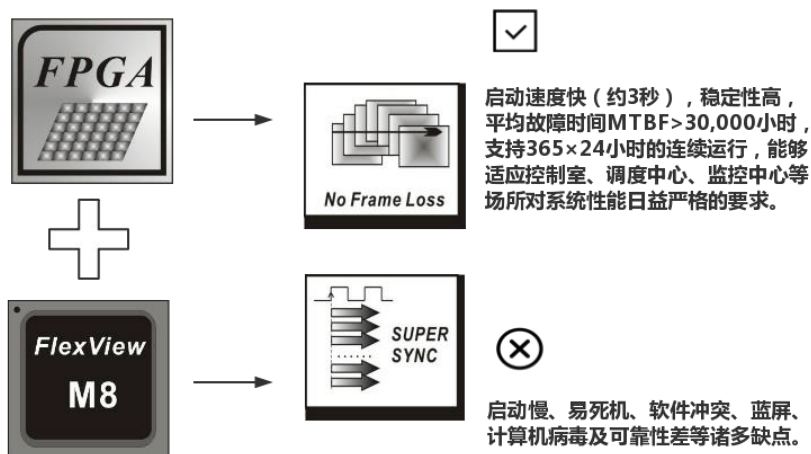 FPGA
No Frame Loss
启动速度快（约3秒），稳定性高，
平均故障时间MTBF>30,000小时，
支持365×24小时的连续运行，能够
适应控制室、调度中心、监控中心等
场所对系统性能日益严格的要求。
FlexView
M8
SUPER
SYNC
启动慢、易死机、软件冲突、蓝屏、
计算机病毒及可靠性差等诸多缺点。